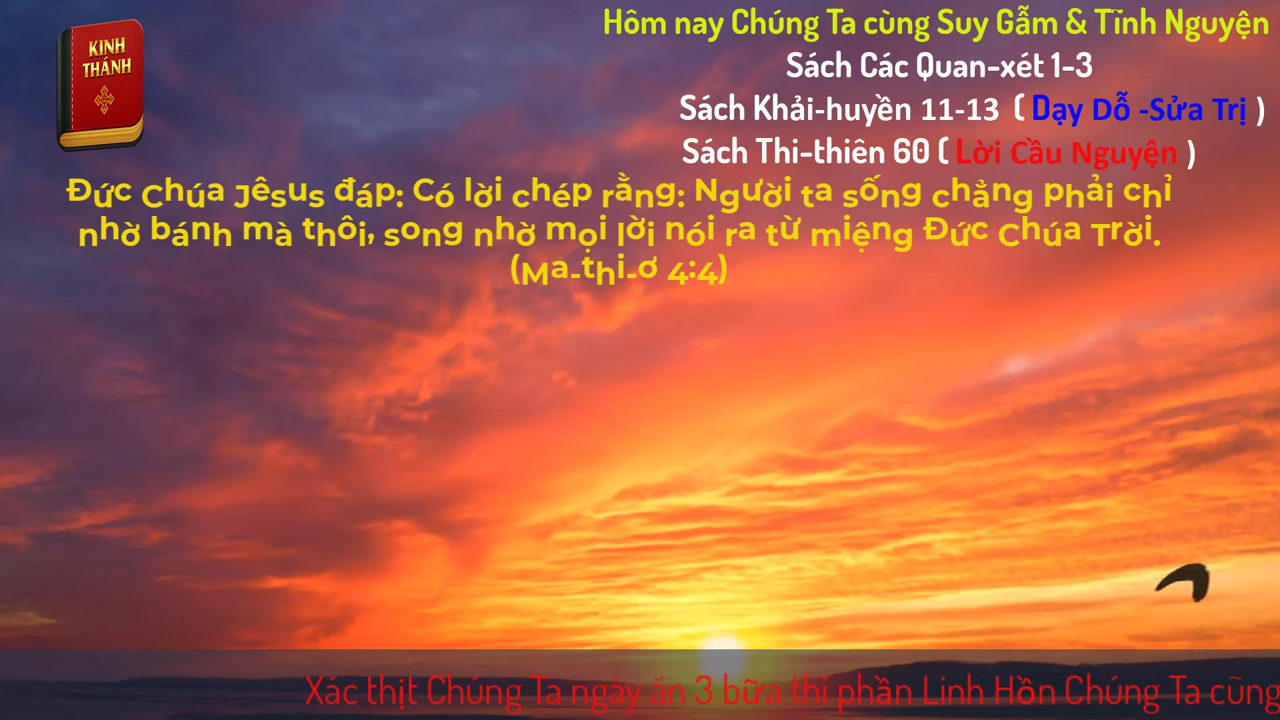 KINH
THÁNH
Hôm nay Chúng Ta cùng Suy Gẫm & Tĩnh Nguyện
Sách Các Quan-xét 1-3
Sách Khải-huyền 11-13 ( Dạy Dỗ -Sửa Trị )
Sách Thi-thiên 60 ( Lời Cầu Nguyện )
Đức Chúa Jêsus đáp: Có lời chép rằng: Người ta sống chẳng phải chỉ
nhờ bánh mà thôi, song nhờ mọi lời nói ra từ miệng Đức Chúa Trời.
(Ma-thi-ơ 4:4)
Xác thịt Chúng Ta ngày ăn 3 bữa thì phần Linh Hồn Chúng Ta cũng